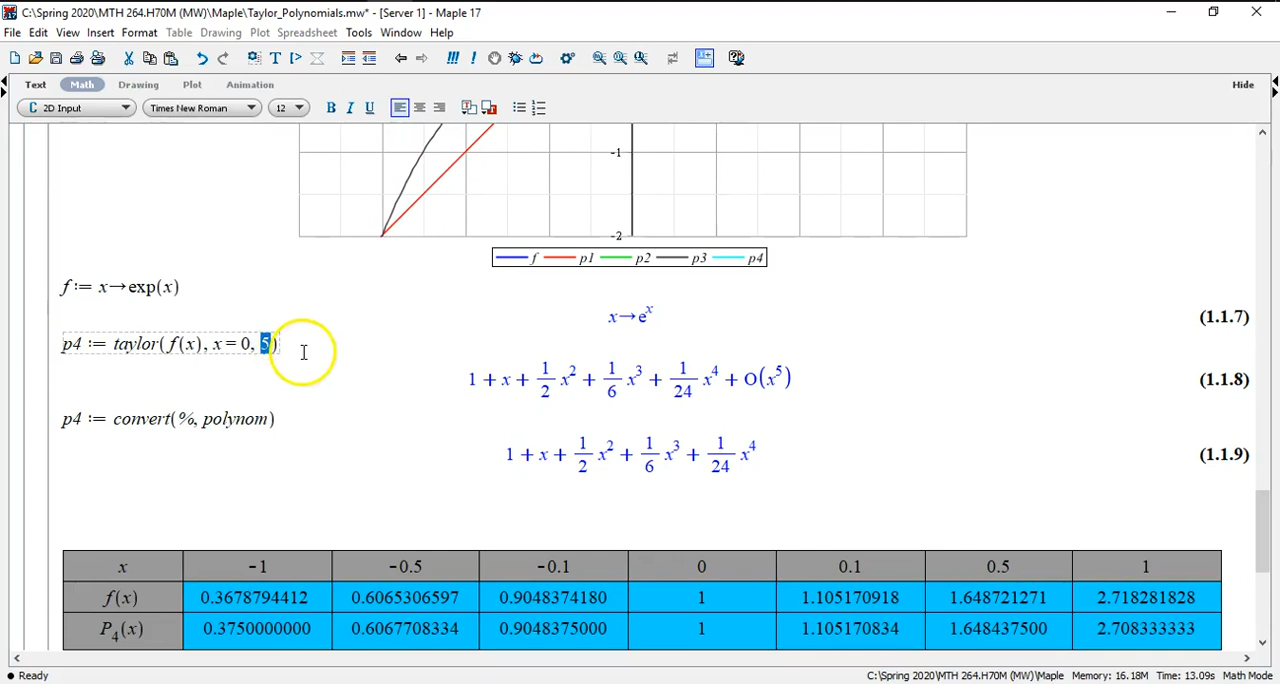 C:\Spring 2020\MTH 264.H70M (MW)\Maple\Taylor_Polynomials.mw* - [Server 1] - Maple 17
File Edit View Insert Format Table Drawing Plot Spreadsheet Tools Window Help
Text Math Drawing Plot Animation Hide
C 2D Input Times New Roman 12 B I U
-1
-2
f p1 p2 p3 p4
f := x→exp(x)
x→e^x (1.1.7)
p4 := taylor(f(x), x = 0, 5)
1 + x + 1/2 x^2 + 1/6 x^3 + 1/24 x^4 + O(x^5) (1.1.8)
p4 := convert(%, polynom)
1 + x + 1/2 x^2 + 1/6 x^3 + 1/24 x^4 (1.1.9)
x -1 -0.5 -0.1 0 0.1 0.5 1
f(x) 0.3678794412 0.6065306597 0.9048374180 1 1.105170918 1.648721271 2.718281828
P_4(x) 0.3750000000 0.6067708334 0.9048375000 1 1.105170834 1.648437500 2.708333333
Ready C:\Spring 2020\MTH 264.H70M (MW)\Maple Memory: 16.18M Time: 13.09s Math Mode